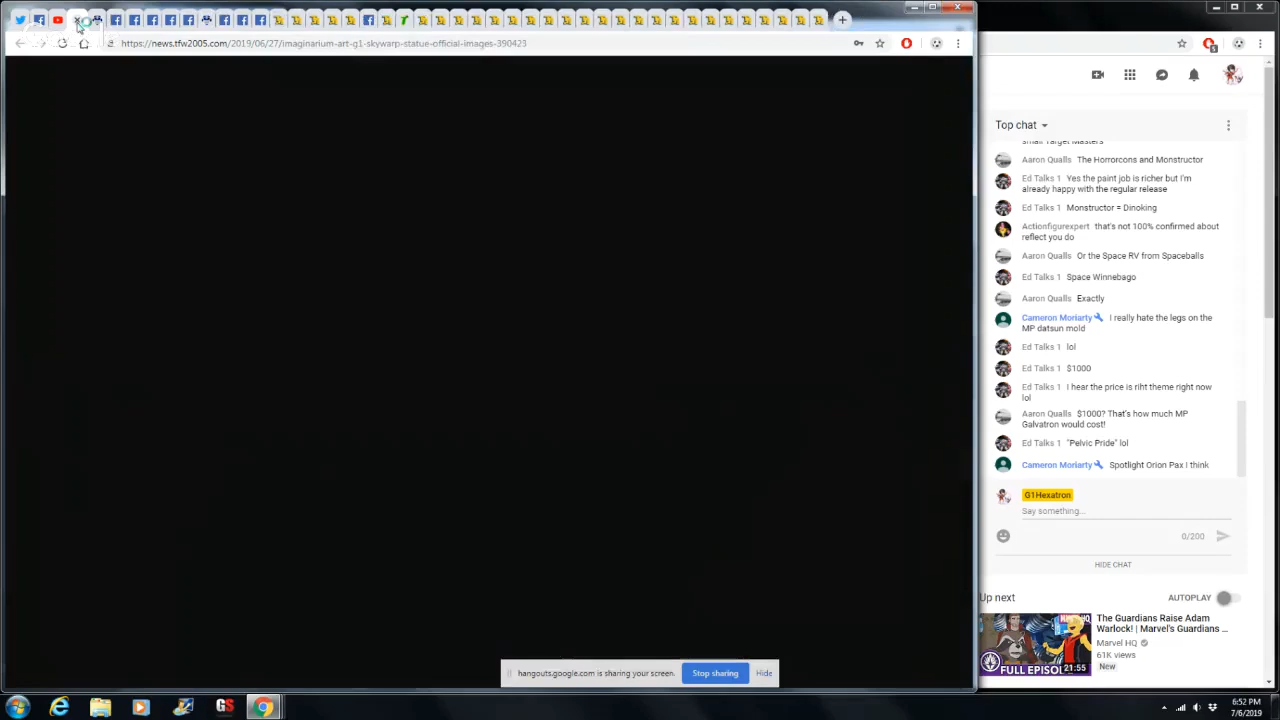 https://news.tfw2005.com/2019/06/27/imaginarium-art-g1-skywarp-statue-official-images-390423
Top chat
small Target Masters
Aaron Qualls The Horrorcons and Monstructor
Ed Talks 1 Yes the paint job is richer but I'm
already happy with the regular release
Ed Talks 1 Monstructor = Dinoking
Actionfigurexpert that's not 100% confirmed about
reflect you do
Aaron Qualls Or the Space RV from Spaceballs
Ed Talks 1 Space Winnebago
Aaron Qualls Exactly
Cameron Moriarty I really hate the legs on the
MP datsun mold
Ed Talks 1 lol
Ed Talks 1 $1000
Ed Talks 1 I hear the price is riht theme right now
lol
Aaron Qualls $1000? That's how much MP
Galvatron would cost!
Ed Talks 1 "Pelvic Pride" lol
Cameron Moriarty Spotlight Orion Pax I think
G1Hexatron
Say something...
0/200
HIDE CHAT
Up next
AUTOPLAY
The Guardians Raise Adam
Warlock! | Marvel's Guardians ...
Marvel HQ
61K views
New
FULL EPISO
21:55
hangouts.google.com is sharing your screen.
Stop sharing
Hide
GS
6:52 PM
7/6/2019